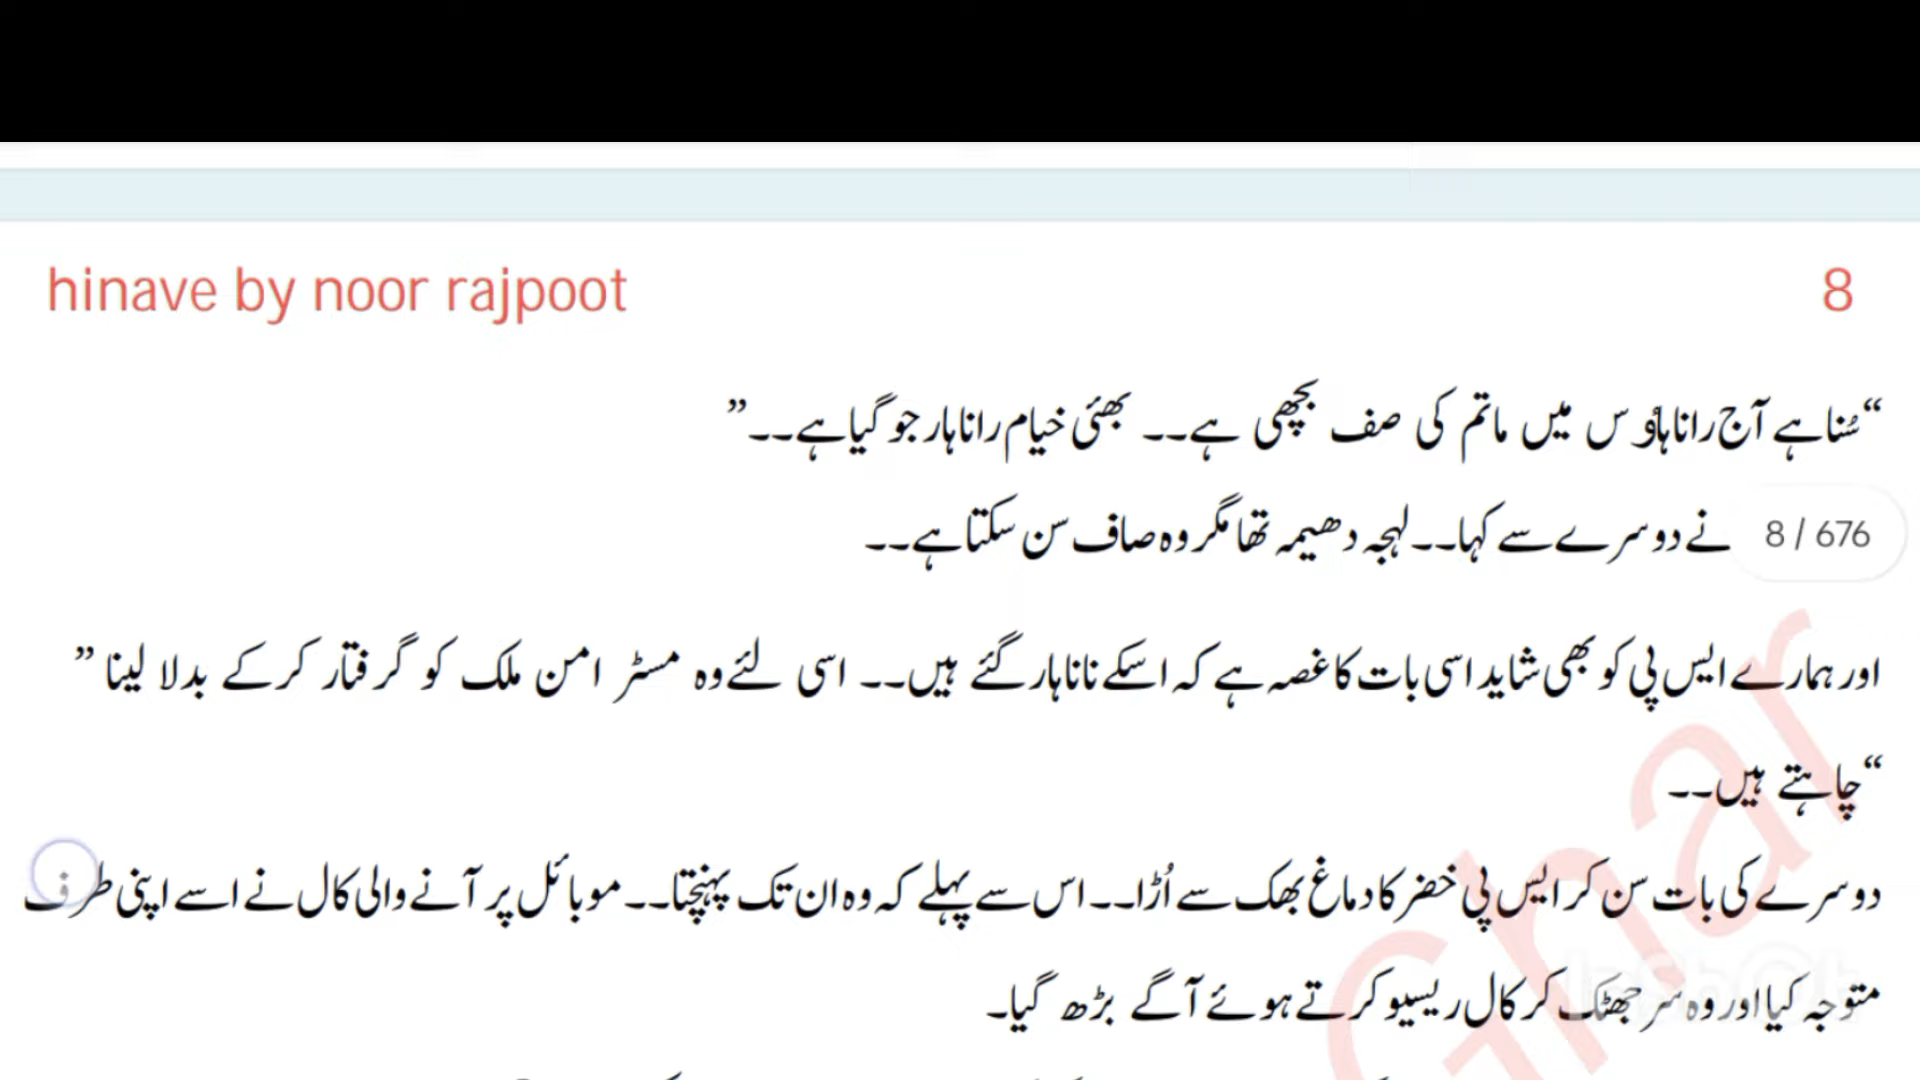 hinave by noor rajpoot 8
“سُنا ہے آج رانا ہاؤس میں ماتم کی صف بچھی ہے۔۔ بھئی خیام رانا ہار جو گیا ہے۔۔”
نے دوسرے سے کہا۔۔ لہجہ دھیمہ تھا مگر وہ صاف سن سکتا ہے۔۔
8 / 676
اور ہمارے ایس پی کو بھی شاید اسی بات کا غصہ ہے کہ اسکے نانا ہار گئے ہیں۔۔ اسی لئے وہ مسٹر امن ملک کو گرفتار کرکے بدلا لینا ”
“چاہتے ہیں۔۔
دوسرے کی بات سن کر ایس پی خضر کا دماغ بھک سے اُڑا۔۔ اس سے پہلے کہ وہ ان تک پہنچتا۔۔ موبائل پر آنے والی کال نے اسے اپنی طرف
متوجہ کیا اور وہ سر جھٹک کر کال ریسیو کرتے ہوئے آگے بڑھ گیا۔